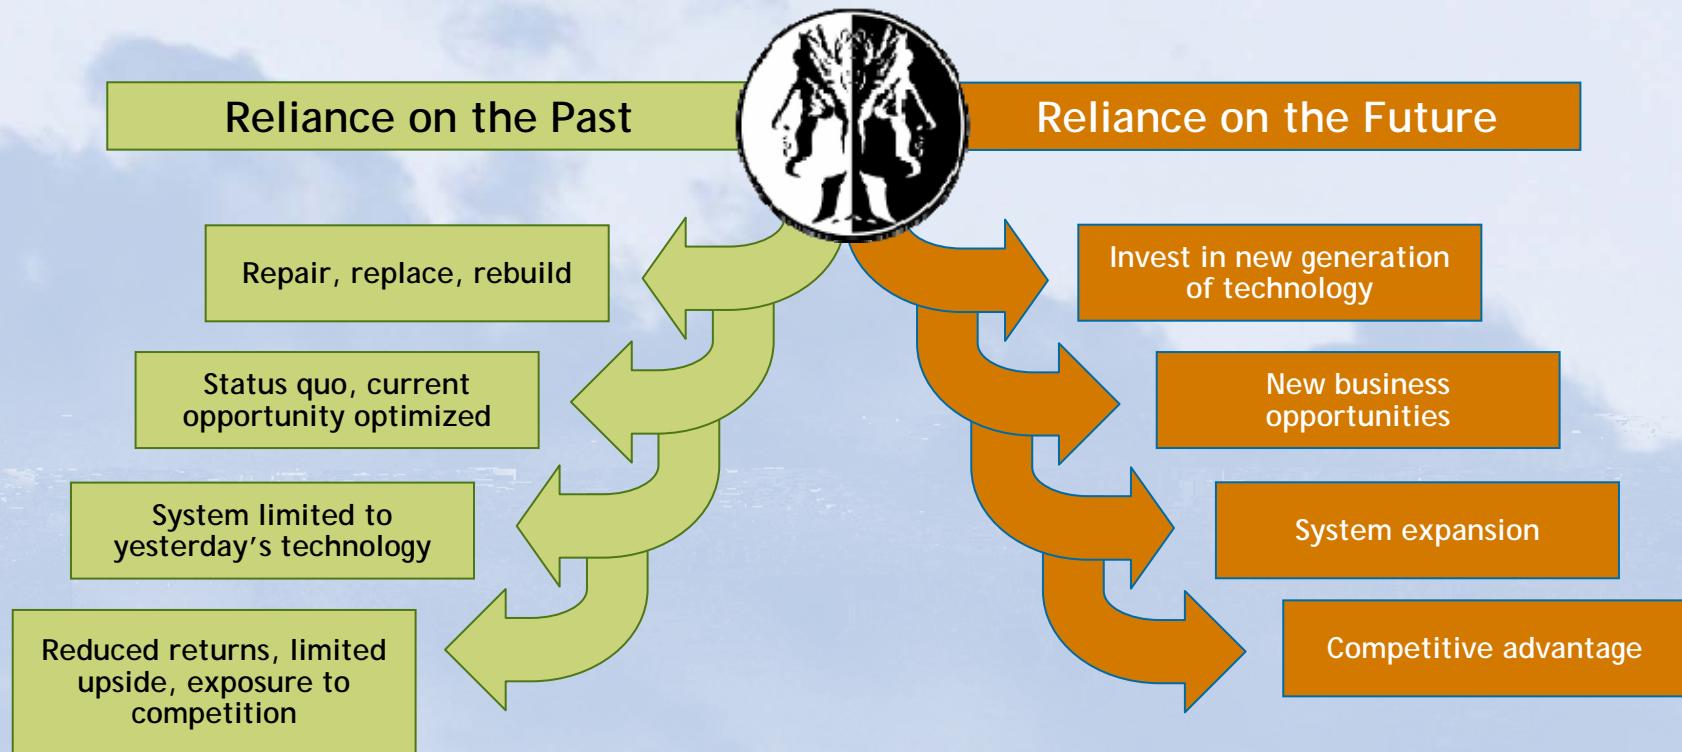 Reliance on the Past
Repair, replace, rebuild
Status quo, current
opportunity optimized
System limited to
yesterday's technology
Reduced returns, limited
upside, exposure to
competition
Reliance on the Future
Invest in new generation
of technology
New business
opportunities
System expansion
Competitive advantage